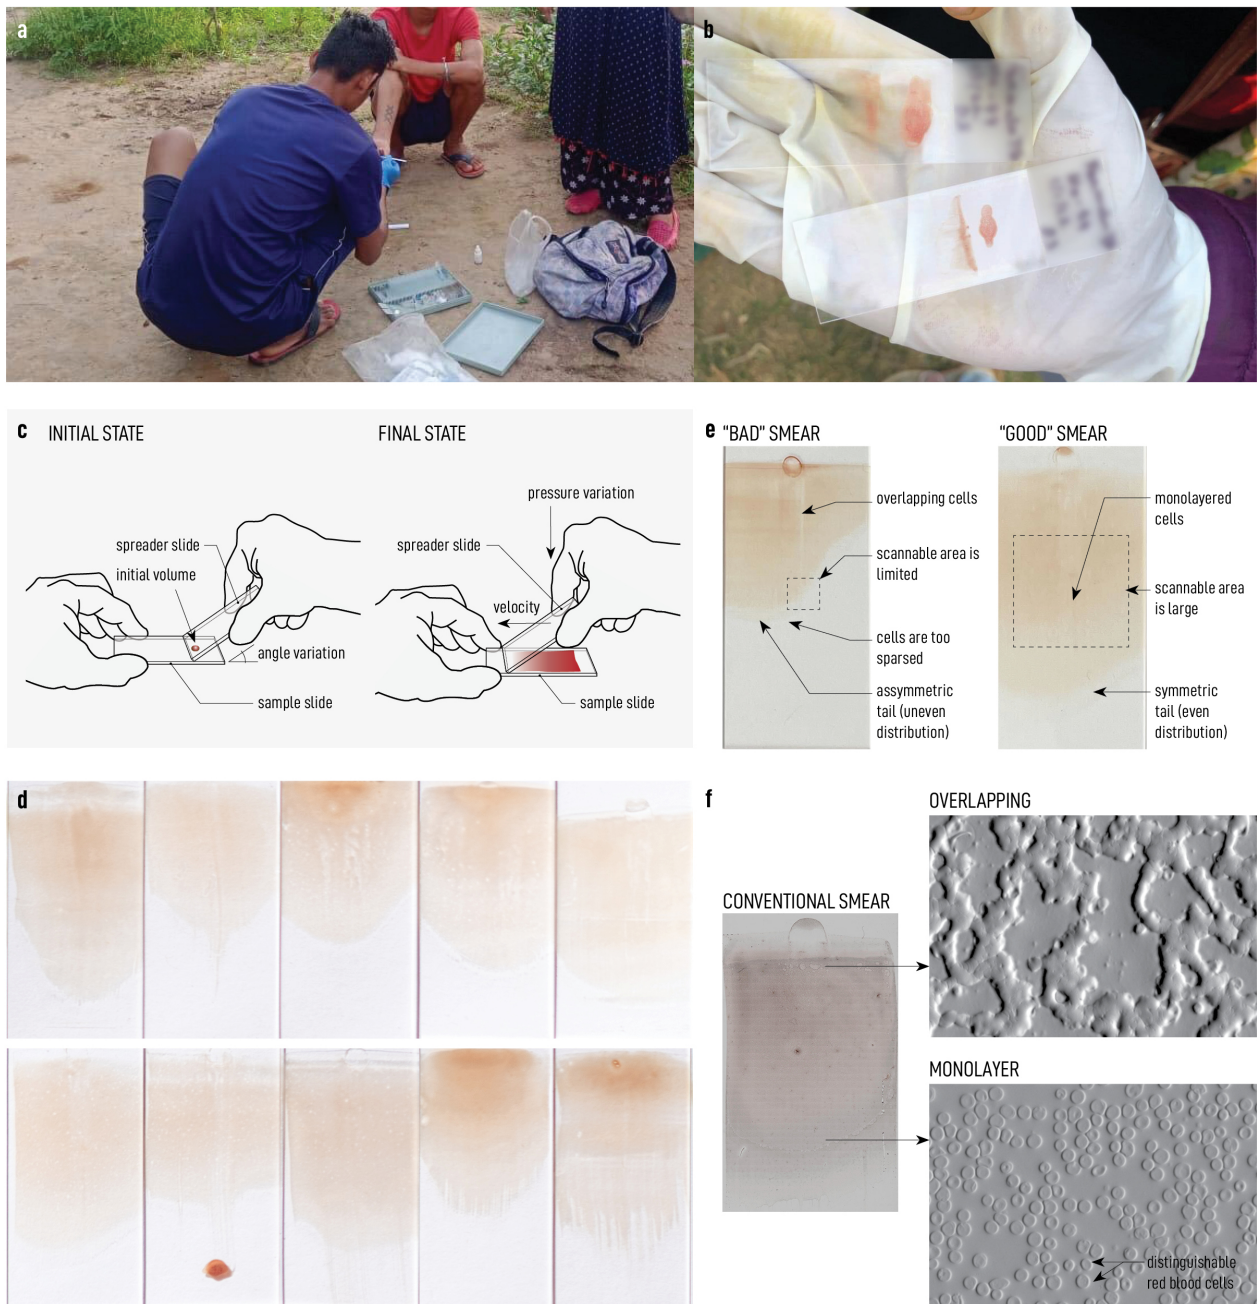 a
b
c
INITIAL STATE
FINAL STATE
pressure variation
spreader slide
initial volume
spreader slide
velocity
angle variation
sample slide
sample slide
e
"BAD" SMEAR
"GOOD" SMEAR
overlapping cells
monolayered
cells
scannable area is
limited
scannable area
is large
cells are too
sparsed
assymmetric
tail (uneven
distribution)
symmetric
tail (even
distribution)
d
f
OVERLAPPING
CONVENTIONAL SMEAR
MONOLAYER
distinguishable
red blood cells